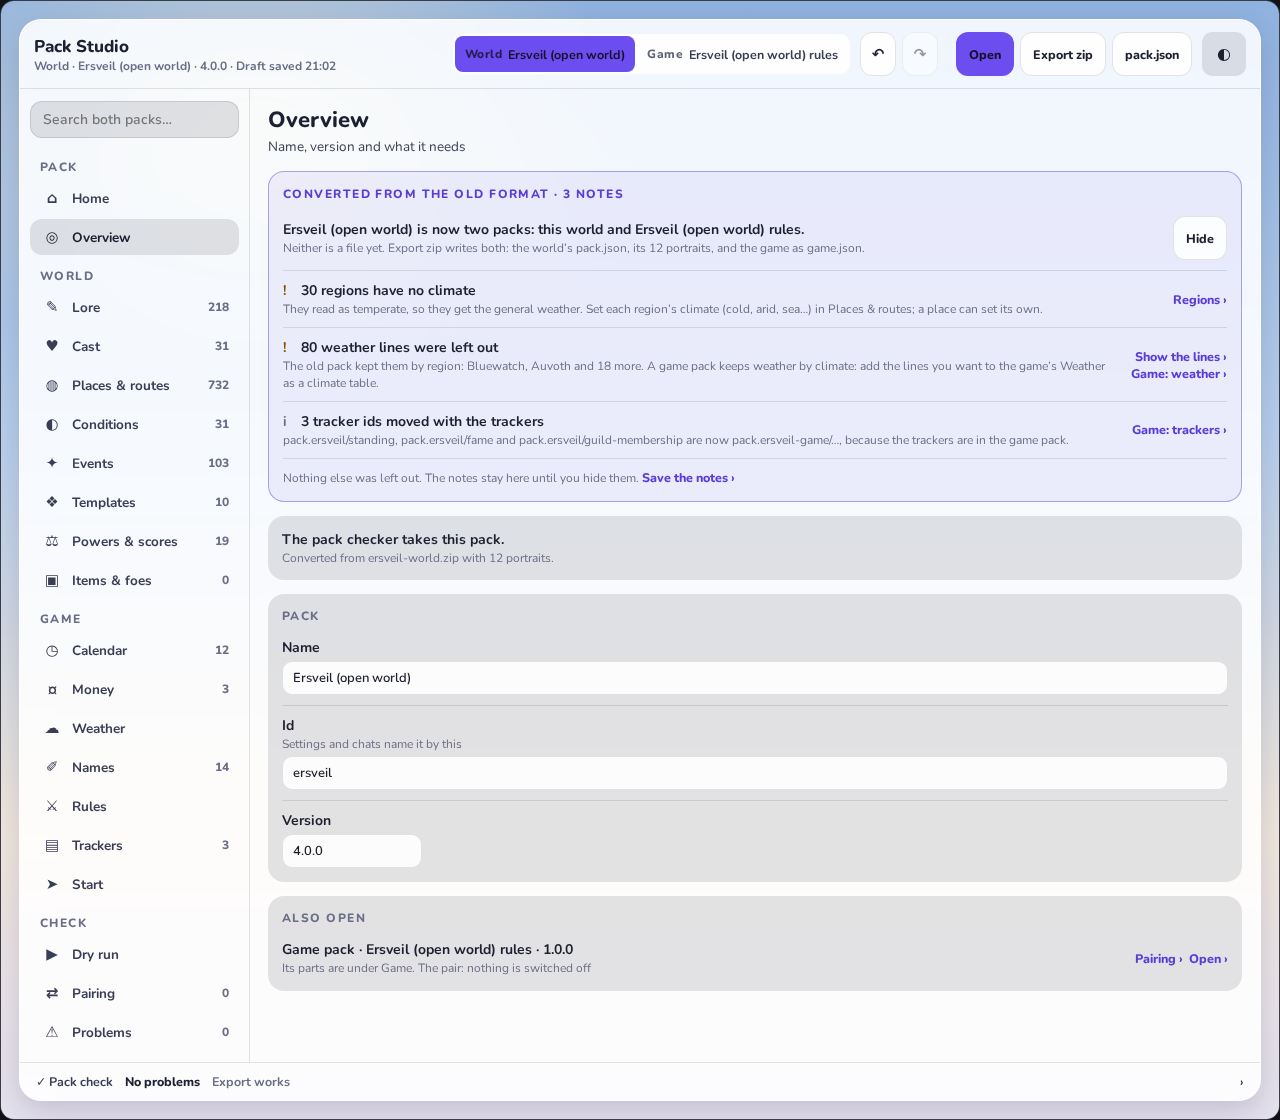 Pack Studio
World · Ersveil (open world) · 4.0.0 · Draft saved 21:02
World Ersveil (open world)
Game Ersveil (open world) rules
Open
Export zip
pack.json
Search both packs...
PACK
Home
Overview
WORLD
Lore 218
Cast 31
Places & routes 732
Conditions 31
Events 103
Templates 10
Powers & scores 19
Items & foes 0
GAME
Calendar 12
Money 3
Weather
Names 14
Rules
Trackers 3
Start
CHECK
Dry run
Pairing 0
Problems 0
Overview
Name, version and what it needs
CONVERTED FROM THE OLD FORMAT · 3 NOTES
Ersveil (open world) is now two packs: this world and Ersveil (open world) rules.
Neither is a file yet. Export zip writes both: the world's pack.json, its 12 portraits, and the game as game.json.
Hide
! 30 regions have no climate
They read as temperate, so they get the general weather. Set each region's climate (cold, arid, sea...) in Places & routes; a place can set its own.
Regions ›
! 80 weather lines were left out
The old pack kept them by region: Bluewatch, Auvoth and 18 more. A game pack keeps weather by climate: add the lines you want to the game's Weather
as a climate table.
Show the lines ›
Game: weather ›
i 3 tracker ids moved with the trackers
pack.ersveil/standing, pack.ersveil/fame and pack.ersveil/guild-membership are now pack.ersveil-game/..., because the trackers are in the game pack.
Game: trackers ›
Nothing else was left out. The notes stay here until you hide them. Save the notes ›
The pack checker takes this pack.
Converted from ersveil-world.zip with 12 portraits.
PACK
Name
Ersveil (open world)
Id
Settings and chats name it by this
ersveil
Version
4.0.0
ALSO OPEN
Game pack · Ersveil (open world) rules · 1.0.0
Its parts are under Game. The pair: nothing is switched off
Pairing › Open ›
✓ Pack check No problems Export works ›